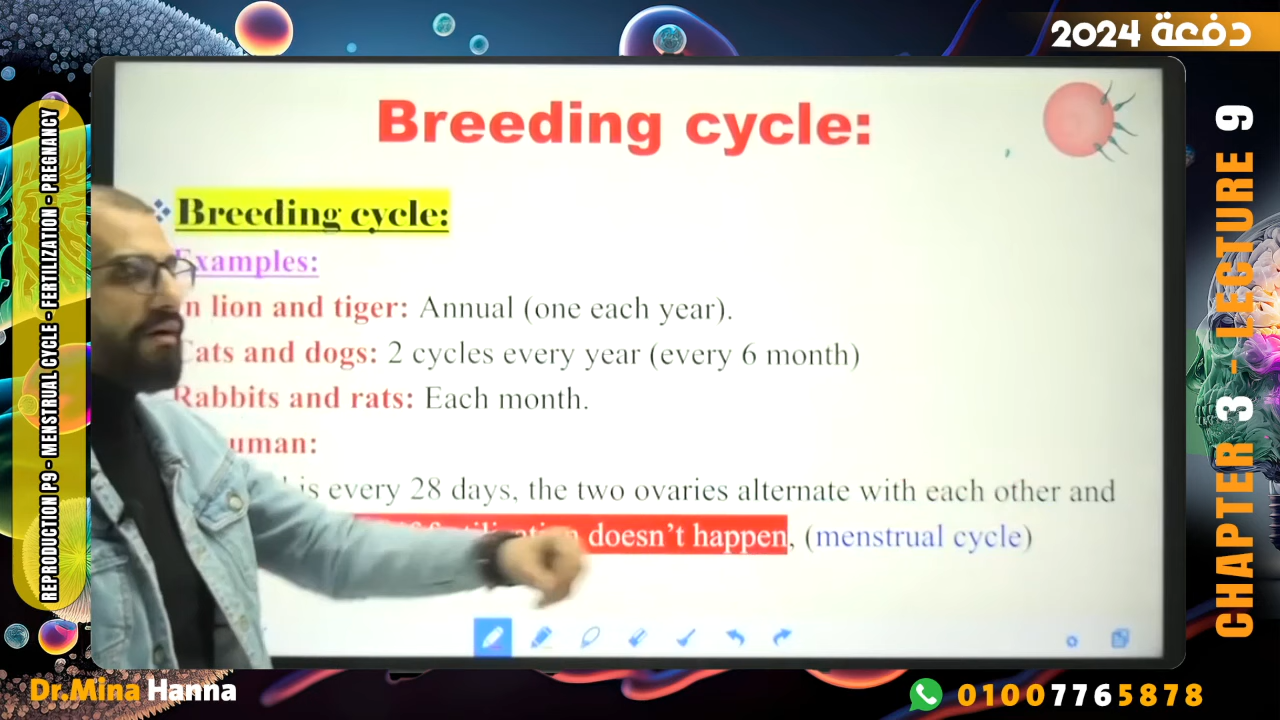 دفعة 2024
REPRODUCTION P9 - MENSTRUAL CYCLE - FERTILIZATION - PREGNANCY
Breeding cycle:
Breeding cycle:
Examples:
n lion and tiger: Annual (one each year).
Cats and dogs: 2 cycles every year (every 6 month)
Rabbits and rats: Each month.
uman:
is every 28 days, the two ovaries alternate with each other and
doesn't happen, (menstrual cycle)
CHAPTER 3 - LECTURE 9
Dr.Mina Hanna
01007765878